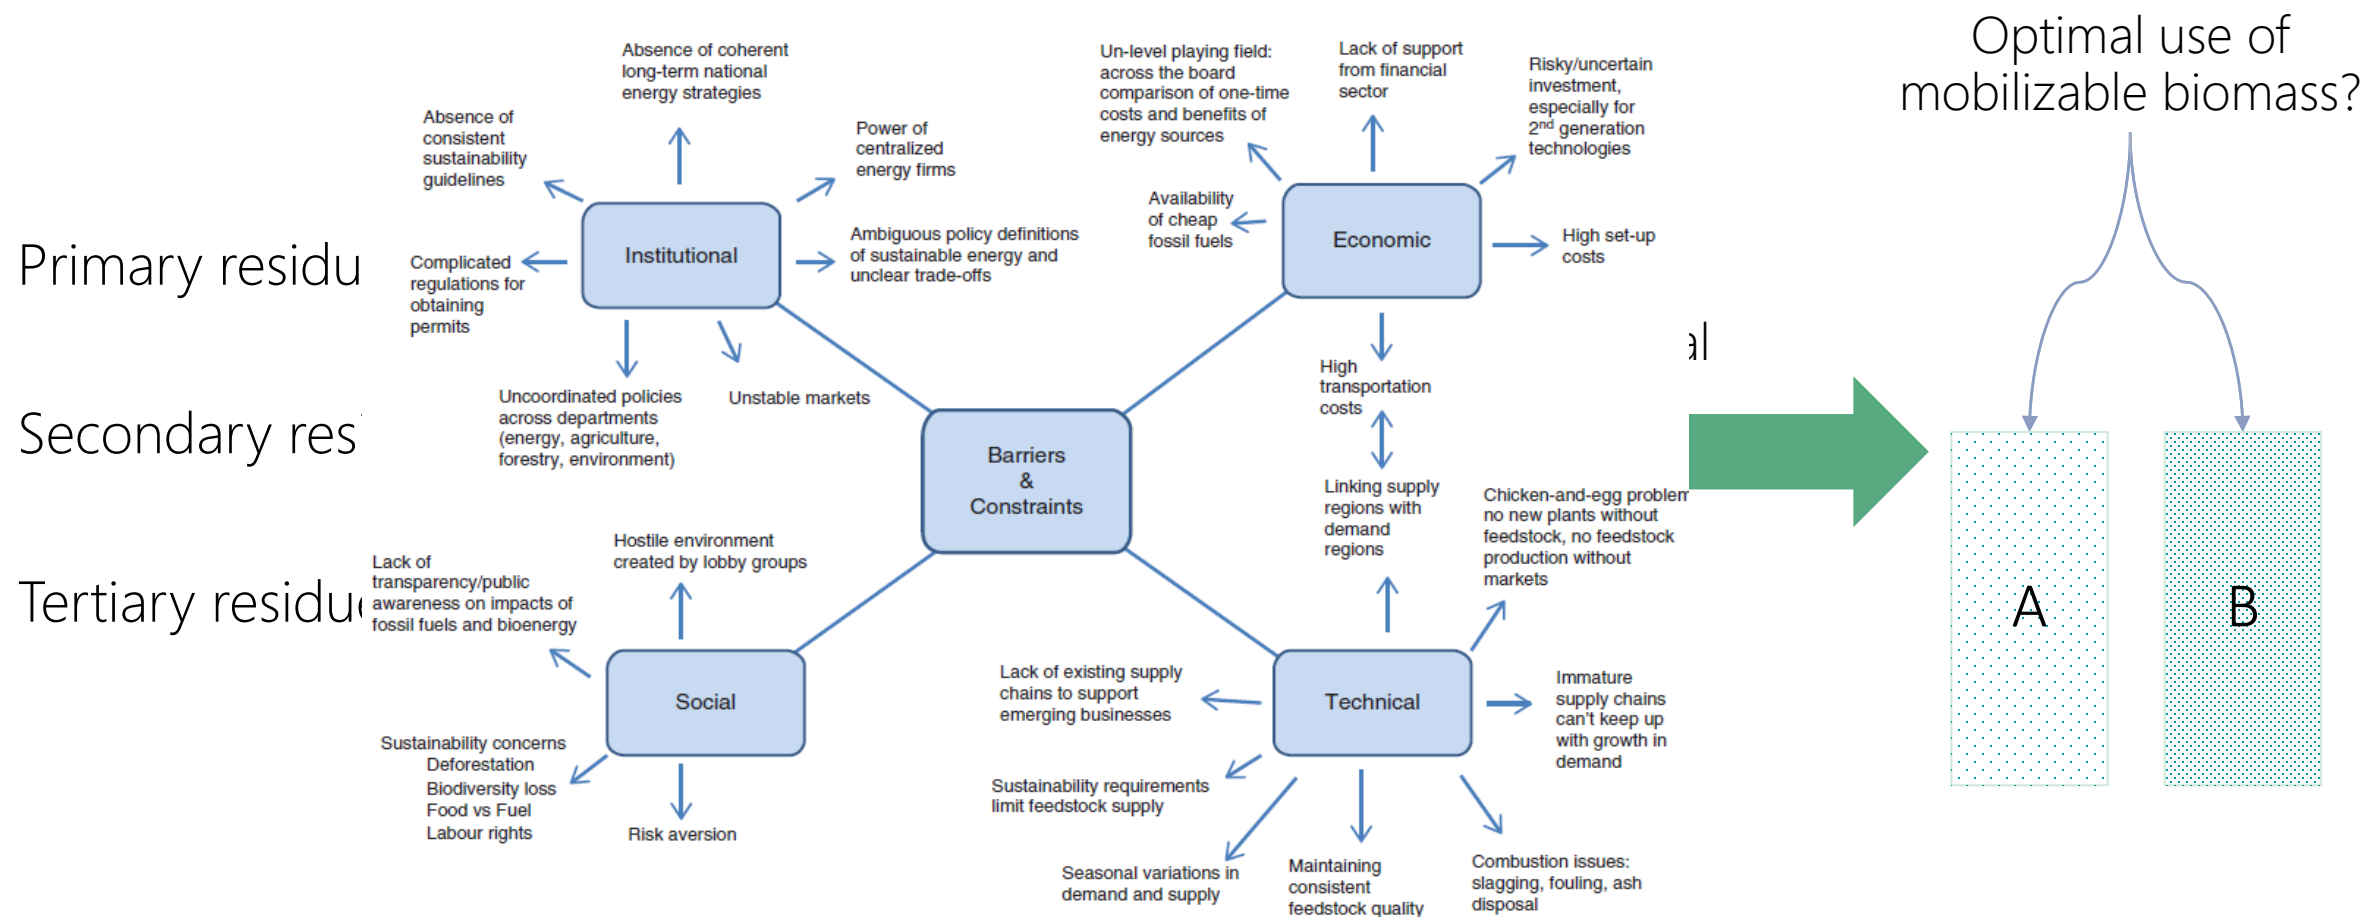 Optimal use of
mobilizable biomass?
Primary residu
Secondary res
Tertiary residue
al
A
B
Absence of coherent
long-term national
energy strategies
Absence of
consistent
sustainability
guidelines
Power of
centralized
energy firms
Institutional
Ambiguous policy definitions
of sustainable energy and
unclear trade-offs
Complicated
regulations for
obtaining
permits
Uncoordinated policies
across departments
(energy, agriculture,
forestry, environment)
Unstable markets
Un-level playing field:
across the board
comparison of one-time
costs and benefits of
energy sources
Lack of support
from financial
sector
Risky/uncertain
investment,
especially for
2nd generation
technologies
Availability
of cheap
fossil fuels
Economic
High set-up
costs
High
transportation
costs
Barriers
&
Constraints
Linking supply
regions with
demand
regions
Chicken-and-egg problem
no new plants without
feedstock, no feedstock
production without
markets
Hostile environment
created by lobby groups
Lack of
transparency/public
awareness on impacts of
fossil fuels and bioenergy
Social
Sustainability concerns
Deforestation
Biodiversity loss
Food vs Fuel
Labour rights
Risk aversion
Lack of existing supply
chains to support
emerging businesses
Technical
Immature
supply chains
can't keep up
with growth in
demand
Sustainability requirements
limit feedstock supply
Seasonal variations in
demand and supply
Maintaining
consistent
feedstock quality
Combustion issues:
slagging, fouling, ash
disposal